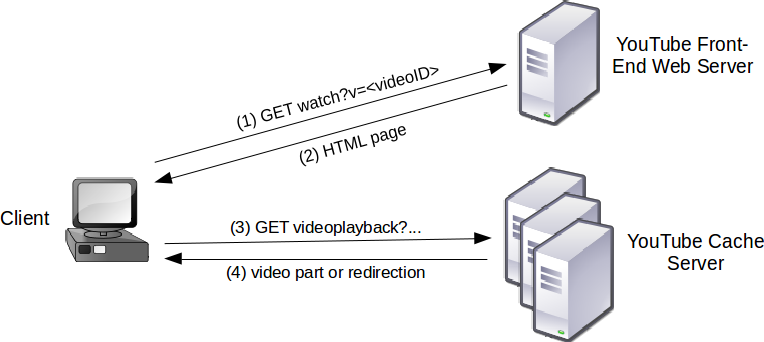 YouTube Front-
End Web Server
(1) GET watch?v=<videoID>
(2) HTML page
Client
(3) GET videoplayback?...
(4) video part or redirection
YouTube Cache
Server